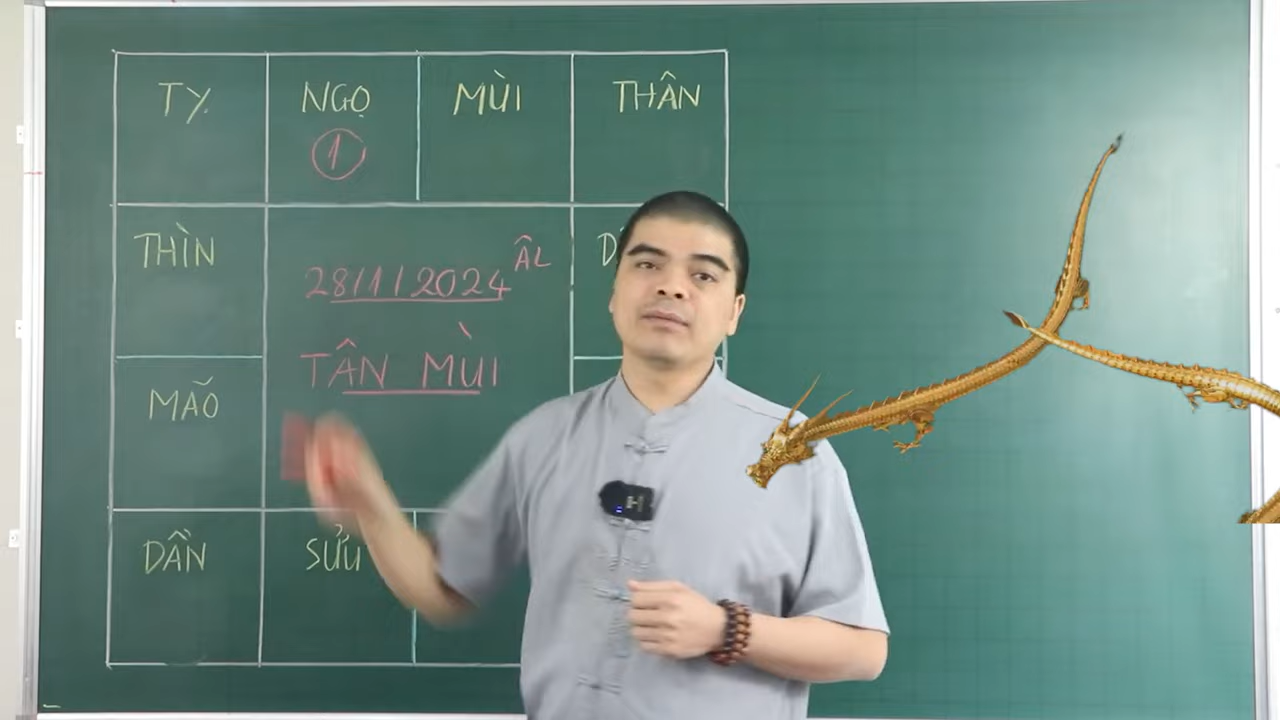 TỴ
NGỌ
MÙI
THÂN
1
THÌN
28/1/2024 ÂL
TÂN MÙI
MÃO
DẦN
SỬU
H